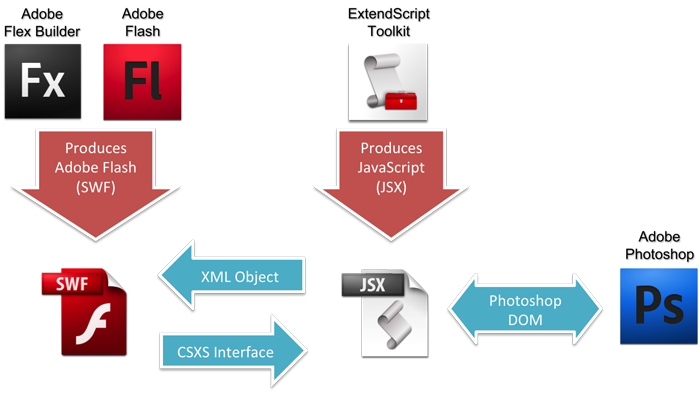 Adobe
Flex Builder
Adobe
Flash
ExtendScript
Toolkit
Fx
Fl
Produces
Adobe Flash
(SWF)
Produces
JavaScript
(JSX)
Adobe
Photoshop
SWF
XML Object
JSX
Photoshop
DOM
Ps
CSXS Interface